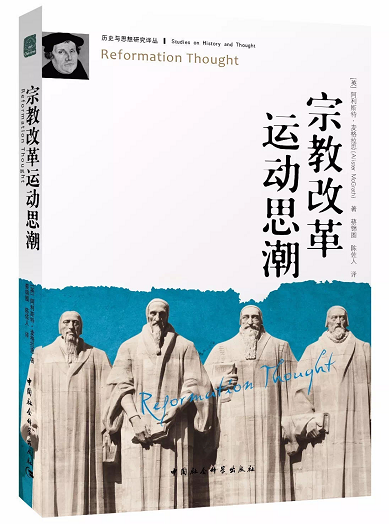 历史与思想研究译丛 | Studies on History and Thought
Reformation Thought
宗教改革
运动思潮
[英] 阿利斯特·麦格拉思(Alister McGrath) 著 蔡锦图 陈佐人 译
Reformation Thought
中国社会科学出版社
宗教改革运动思潮
Reformation Thought